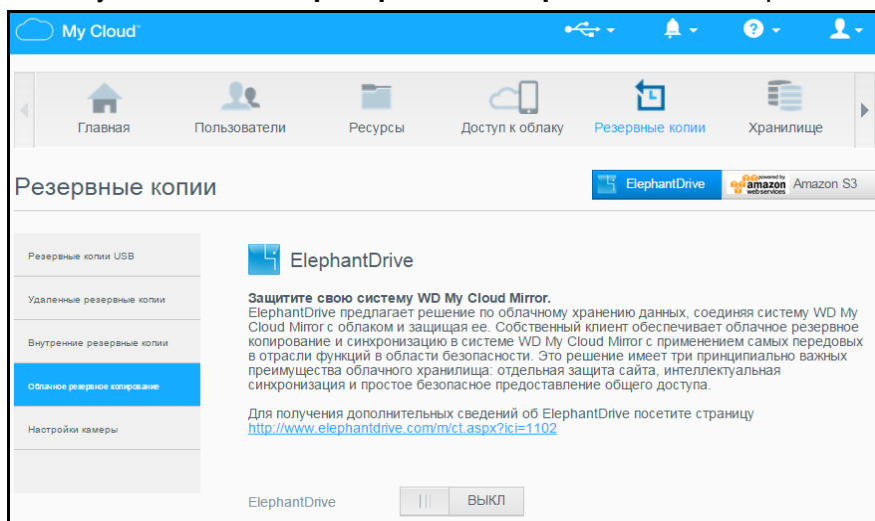 My Cloud
Главная
Пользователи
Ресурсы
Доступ к облаку
Резервные копии
Хранилище
Резервные копии
ElephantDrive
powered by amazon webservices Amazon S3
Резервные копии USB
Удаленные резервные копии
Внутренние резервные копии
Облачное резервное копирование
Настройки камеры
ElephantDrive
Защитите свою систему WD My Cloud Mirror.
ElephantDrive предлагает решение по облачному хранению данных, соединяя систему WD My
Cloud Mirror с облаком и защищая ее. Собственный клиент обеспечивает облачное резервное
копирование и синхронизацию в системе WD My Cloud Mirror с применением самых передовых
в отрасли функций в области безопасности. Это решение имеет три принципиально важных
преимущества облачного хранилища: отдельная защита сайта, интеллектуальная
синхронизация и простое безопасное предоставление общего доступа.
Для получения дополнительных сведений об ElephantDrive посетите страницу
http://www.elephantdrive.com/m/ct.aspx?ici=1102
ElephantDrive
ВЫКЛ